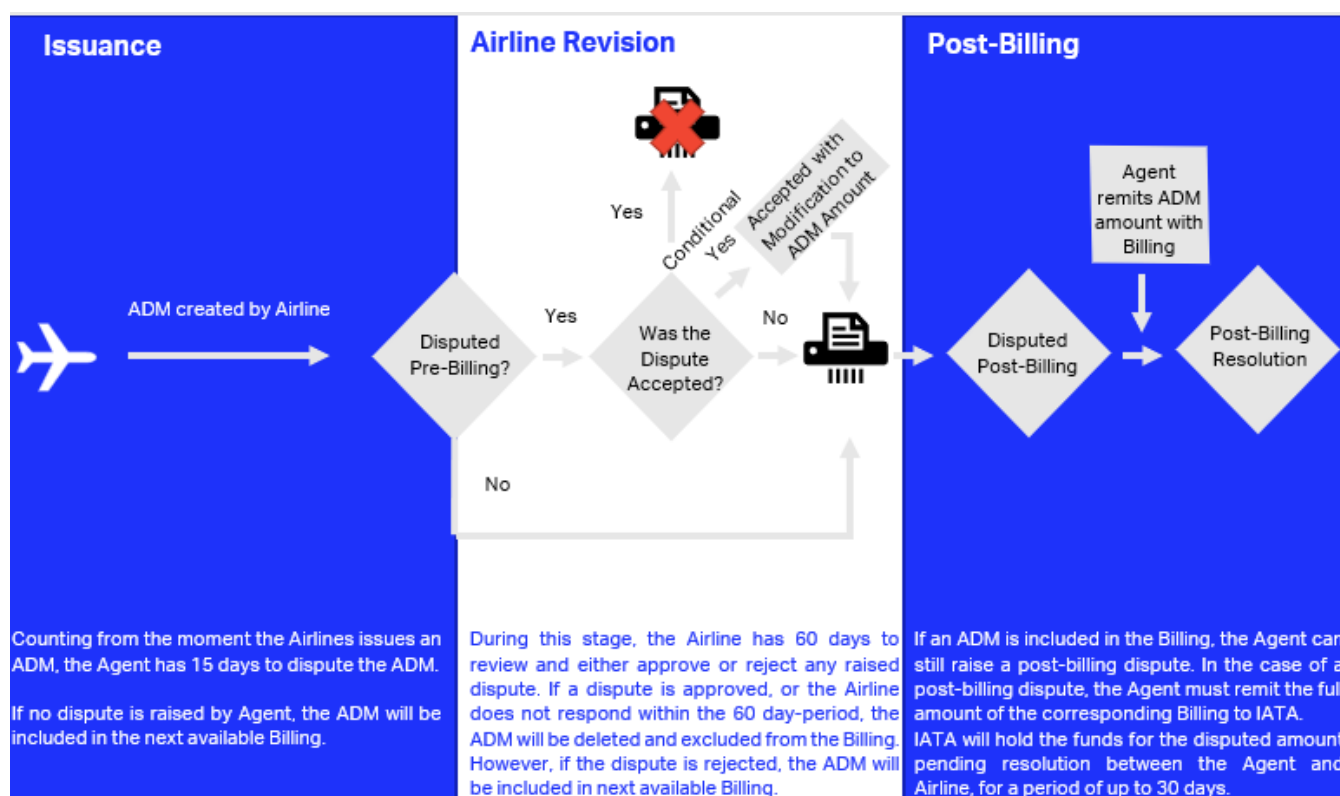 Issuance
Airline Revision
Post-Billing
Yes
Conditional
Yes
Accepted with
Modification to
ADM Amount
Agent
remits ADM
amount with
Billing
ADM created by Airline
Disputed
Pre-Billing?
Yes
Was the
Dispute
Accepted?
No
Disputed
Post-Billing
Post-Billing
Resolution
No
Counting from the moment the Airlines issues an
ADM, the Agent has 15 days to dispute the ADM.
If no dispute is raised by Agent, the ADM will be
included in the next available Billing.
During this stage, the Airline has 60 days to
review and either approve or reject any raised
dispute. If a dispute is approved, or the Airline
does not respond within the 60 day-period, the
ADM will be deleted and excluded from the Billing.
However, if the dispute is rejected, the ADM will
be included in next available Billing.
If an ADM is included in the Billing, the Agent can
still raise a post-billing dispute. In the case of a
post-billing dispute, the Agent must remit the full
amount of the corresponding Billing to IATA.
IATA will hold the funds for the disputed amount
pending resolution between the Agent and
Airline, for a period of up to 30 days.